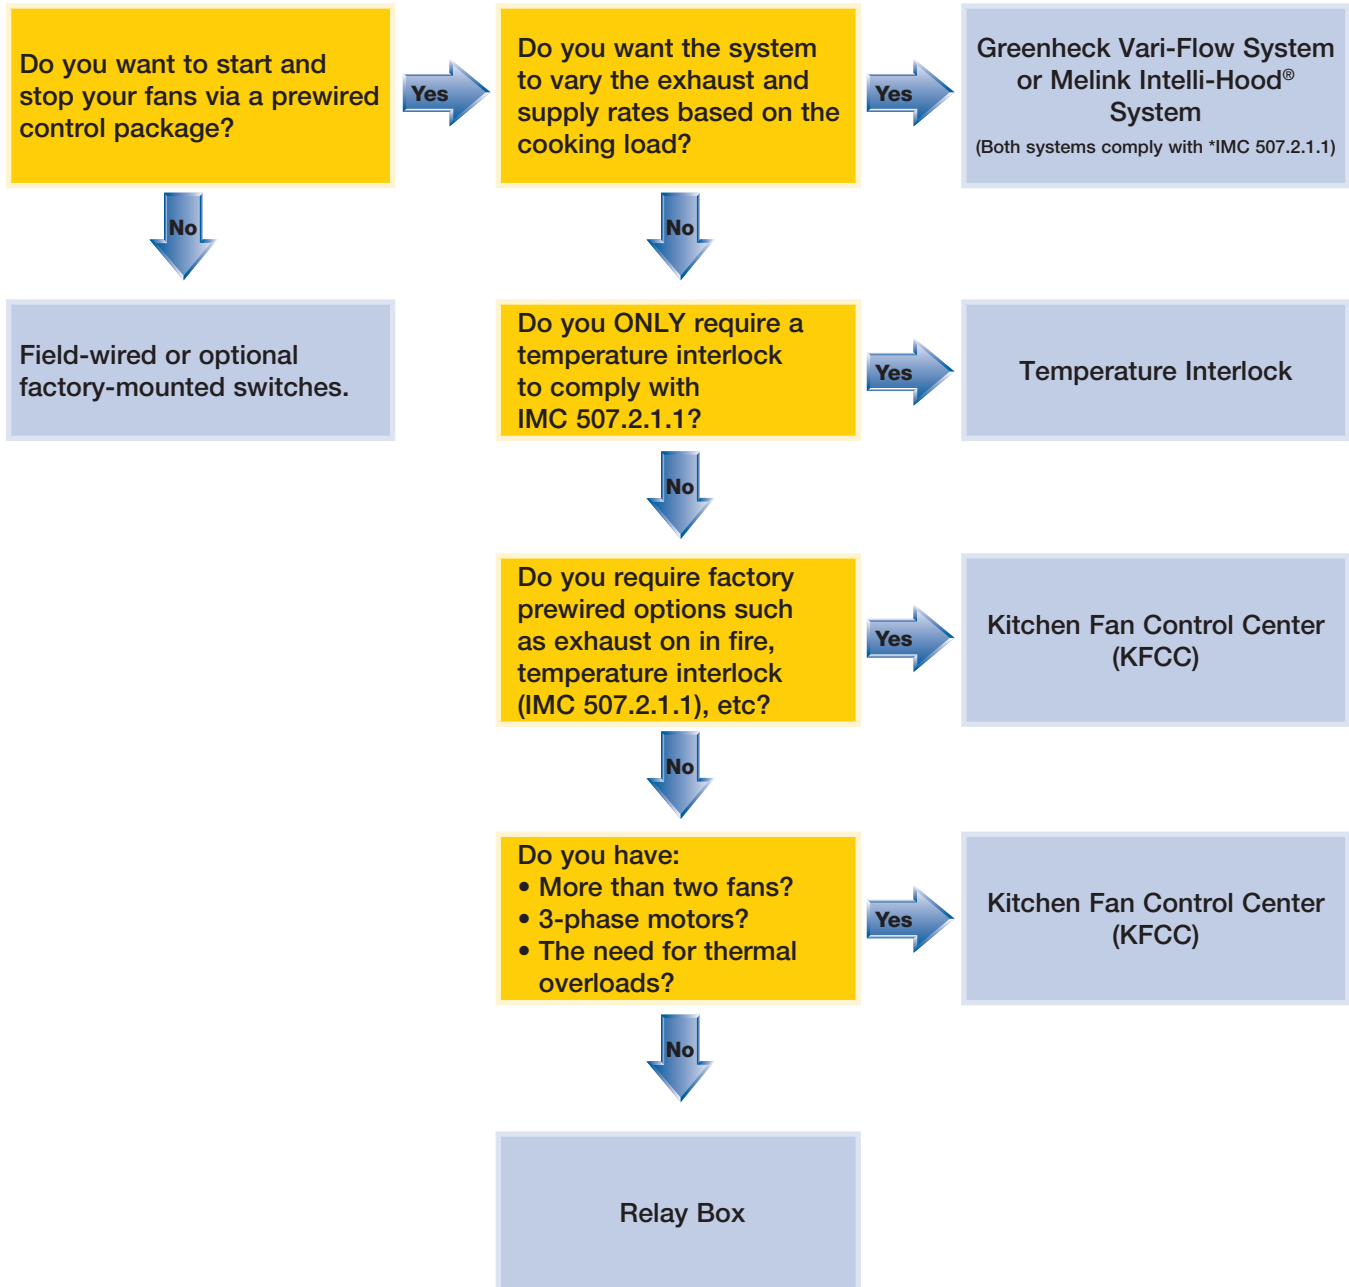 Do you want to start and
stop your fans via a prewired
control package?
Yes
Do you want the system
to vary the exhaust and
supply rates based on the
cooking load?
Yes
Greenheck Vari-Flow System
or Melink Intelli-Hood®
System
(Both systems comply with *IMC 507.2.1.1)
No
No
Field-wired or optional
factory-mounted switches.
Do you ONLY require a
temperature interlock
to comply with
IMC 507.2.1.1?
Yes
Temperature Interlock
No
Do you require factory
prewired options such
as exhaust on in fire,
temperature interlock
(IMC 507.2.1.1), etc?
Yes
Kitchen Fan Control Center
(KFCC)
No
Do you have:
• More than two fans?
• 3-phase motors?
• The need for thermal
overloads?
Yes
Kitchen Fan Control Center
(KFCC)
No
Relay Box